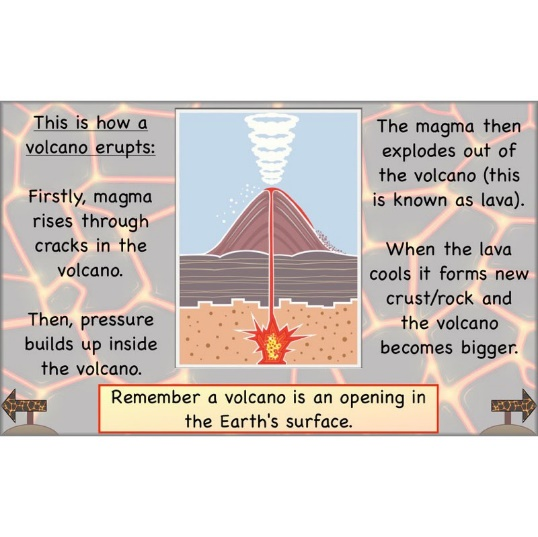 This is how a
volcano erupts:
Firstly, magma
rises through
cracks in the
volcano.
Then, pressure
builds up inside
the volcano.
The magma then
explodes out of
the volcano (this
is known as lava).
When the lava
cools it forms new
crust/rock and
the volcano
becomes bigger.
Remember a volcano is an opening in
the Earth's surface.